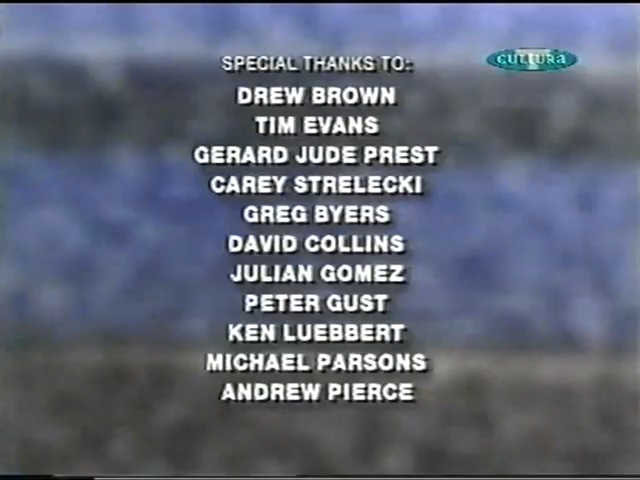 SPECIAL THANKS TO:
CULTURA
DREW BROWN
TIM EVANS
GERARD JUDE PREST
CAREY STRELECKI
GREG BYERS
DAVID COLLINS
JULIAN GOMEZ
PETER GUST
KEN LUEBBERT
MICHAEL PARSONS
ANDREW PIERCE